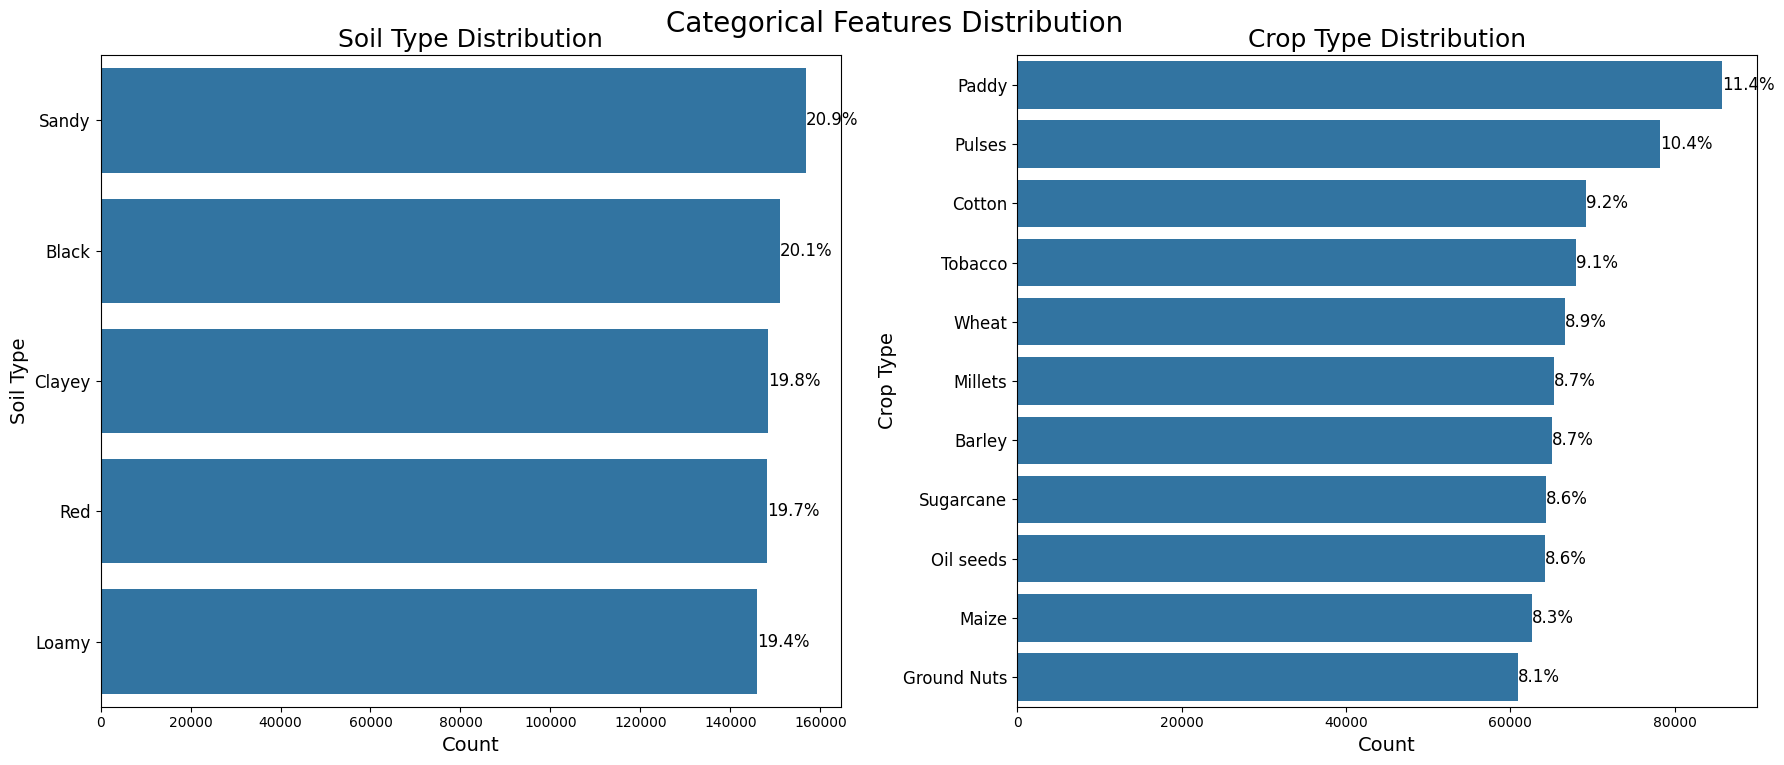 Categorical Features Distribution
Soil Type Distribution
Soil Type
Sandy
20.9%
Black
20.1%
Clayey
19.8%
Red
19.7%
Loamy
19.4%
0 20000 40000 60000 80000 100000 120000 140000 160000
Count
Crop Type Distribution
Crop Type
Paddy
11.4%
Pulses
10.4%
Cotton
9.2%
Tobacco
9.1%
Wheat
8.9%
Millets
8.7%
Barley
8.7%
Sugarcane
8.6%
Oil seeds
8.6%
Maize
8.3%
Ground Nuts
8.1%
0 20000 40000 60000 80000
Count